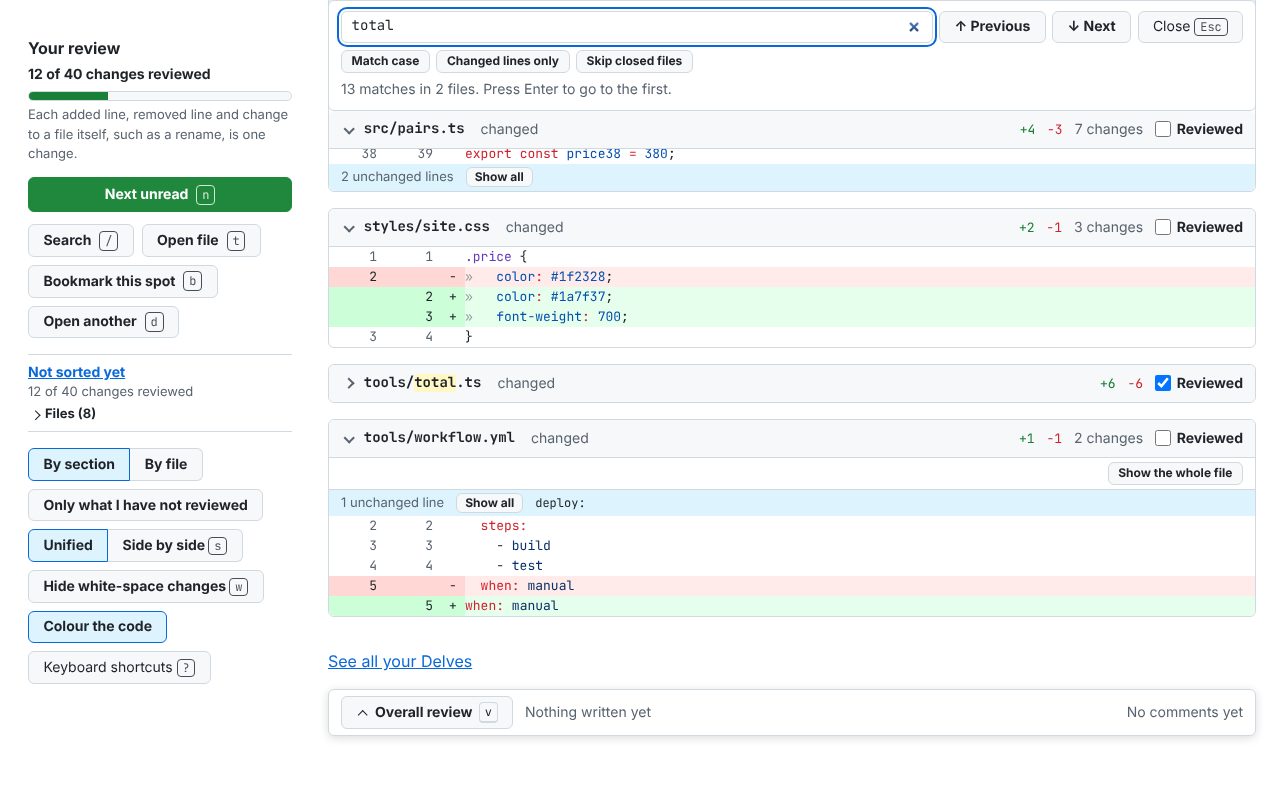 Your review
12 of 40 changes reviewed
Each added line, removed line and change
to a file itself, such as a rename, is one
change.
Next unread n
Search /
Open file t
Bookmark this spot b
Open another d
Not sorted yet
12 of 40 changes reviewed
Files (8)
By section
By file
Only what I have not reviewed
Unified
Side by side s
Hide white-space changes w
Colour the code
Keyboard shortcuts ?
total
↑ Previous
↓ Next
Close Esc
Match case
Changed lines only
Skip closed files
13 matches in 2 files. Press Enter to go to the first.
src/pairs.ts changed +4 -3 7 changes Reviewed
38 39 export const price38 = 380;
2 unchanged lines Show all
styles/site.css changed +2 -1 3 changes Reviewed
1 1 .price {
2 - » color: #1f2328;
2 + » color: #1a7f37;
3 + » font-weight: 700;
3 4 }
tools/total.ts changed +6 -6 Reviewed
tools/workflow.yml changed +1 -1 2 changes Reviewed
Show the whole file
1 unchanged line Show all deploy:
2 2 steps:
3 3 - build
4 4 - test
5 - when: manual
5 + when: manual
See all your Delves
Overall review v
Nothing written yet
No comments yet